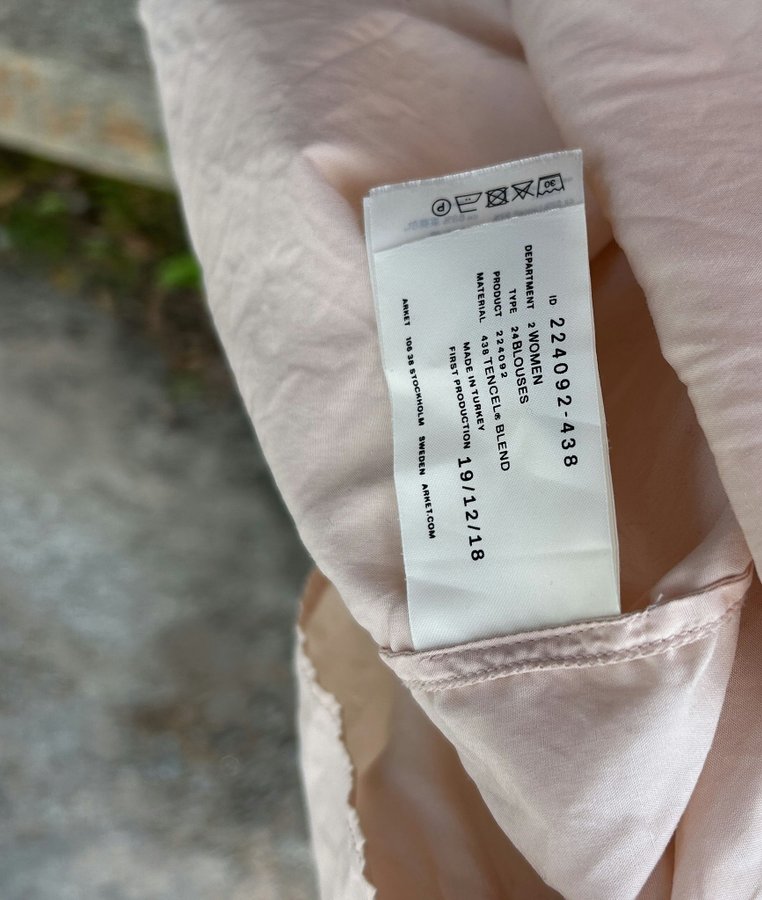 ID 224092-438
DEPARTMENT 2 WOMEN
TYPE 24 BLOUSES
PRODUCT 224092
MATERIAL 438 TENCEL® BLEND
MADE IN TURKEY
FIRST PRODUCTION 19/12/18
ARKET 106 38 STOCKHOLM SWEDEN ARKET.COM
30
P